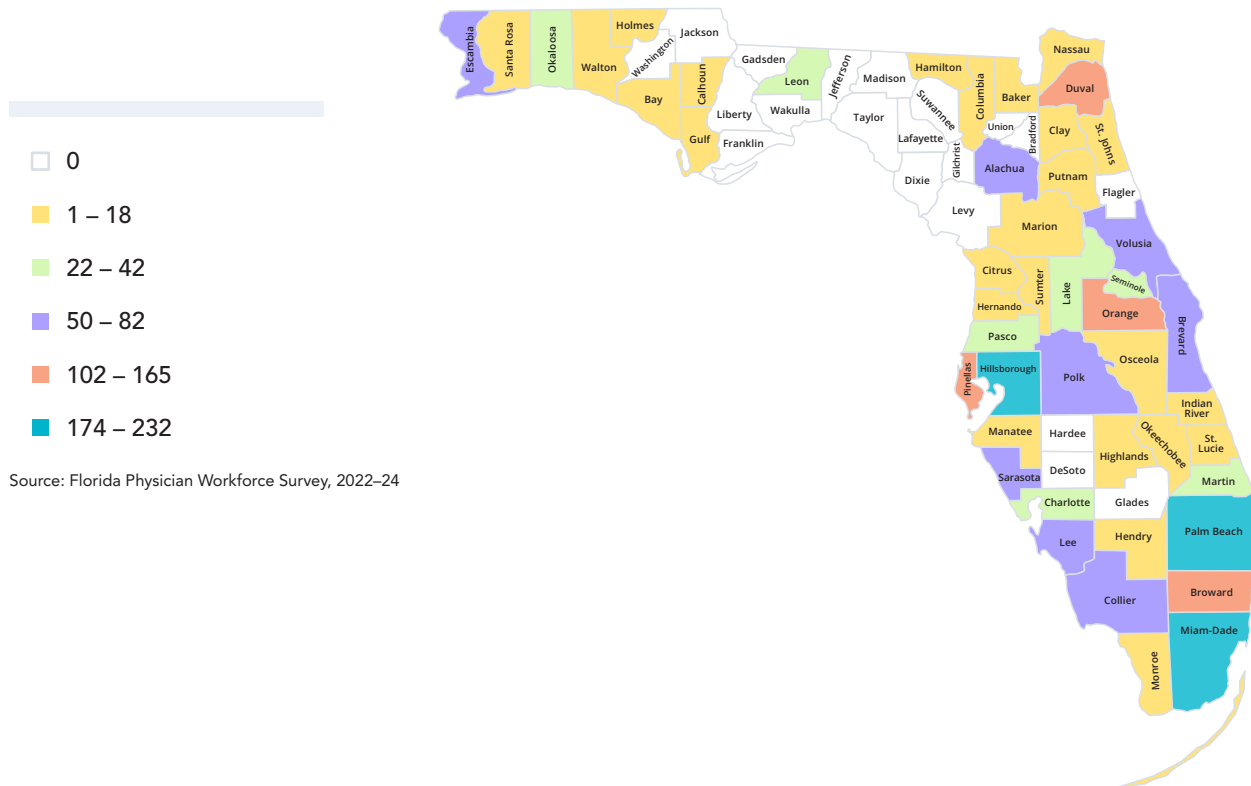 0
1 – 18
22 – 42
50 – 82
102 – 165
174 – 232
Source: Florida Physician Workforce Survey, 2022–24
Escambia
Santa Rosa
Okaloosa
Walton
Holmes
Washington
Jackson
Bay
Calhoun
Gulf
Liberty
Gadsden
Franklin
Leon
Wakulla
Jefferson
Madison
Taylor
Hamilton
Suwannee
Lafayette
Dixie
Columbia
Gilchrist
Levy
Baker
Union
Bradford
Alachua
Nassau
Duval
Clay
St. Johns
Putnam
Flagler
Marion
Volusia
Citrus
Hernando
Sumter
Lake
Seminole
Orange
Brevard
Pasco
Pinellas
Hillsborough
Polk
Osceola
Indian
River
Manatee
Hardee
Highlands
Okeechobee
St.
Lucie
Sarasota
DeSoto
Martin
Charlotte
Glades
Lee
Hendry
Palm Beach
Collier
Broward
Miam-Dade
Monroe